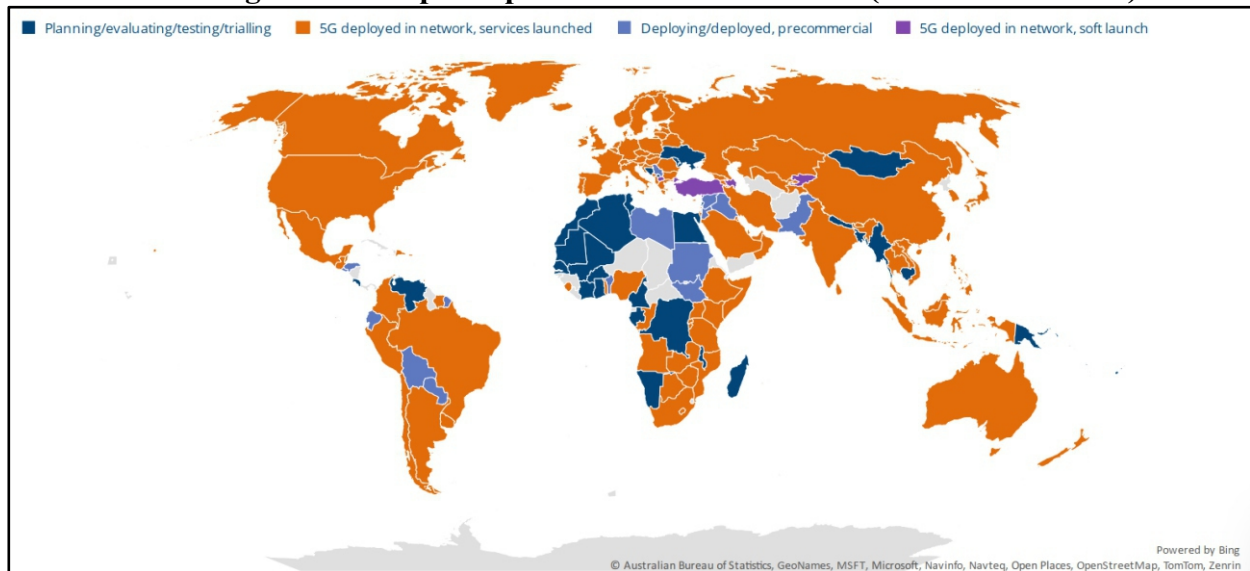 Planning/evaluating/testing/trialling 5G deployed in network, services launched Deploying/deployed, precommercial 5G deployed in network, soft launch
Powered by Bing
© Australian Bureau of Statistics, GeoNames, MSFT, Microsoft, Navinfo, Navteq, Open Places, OpenStreetMap, TomTom, Zenrin